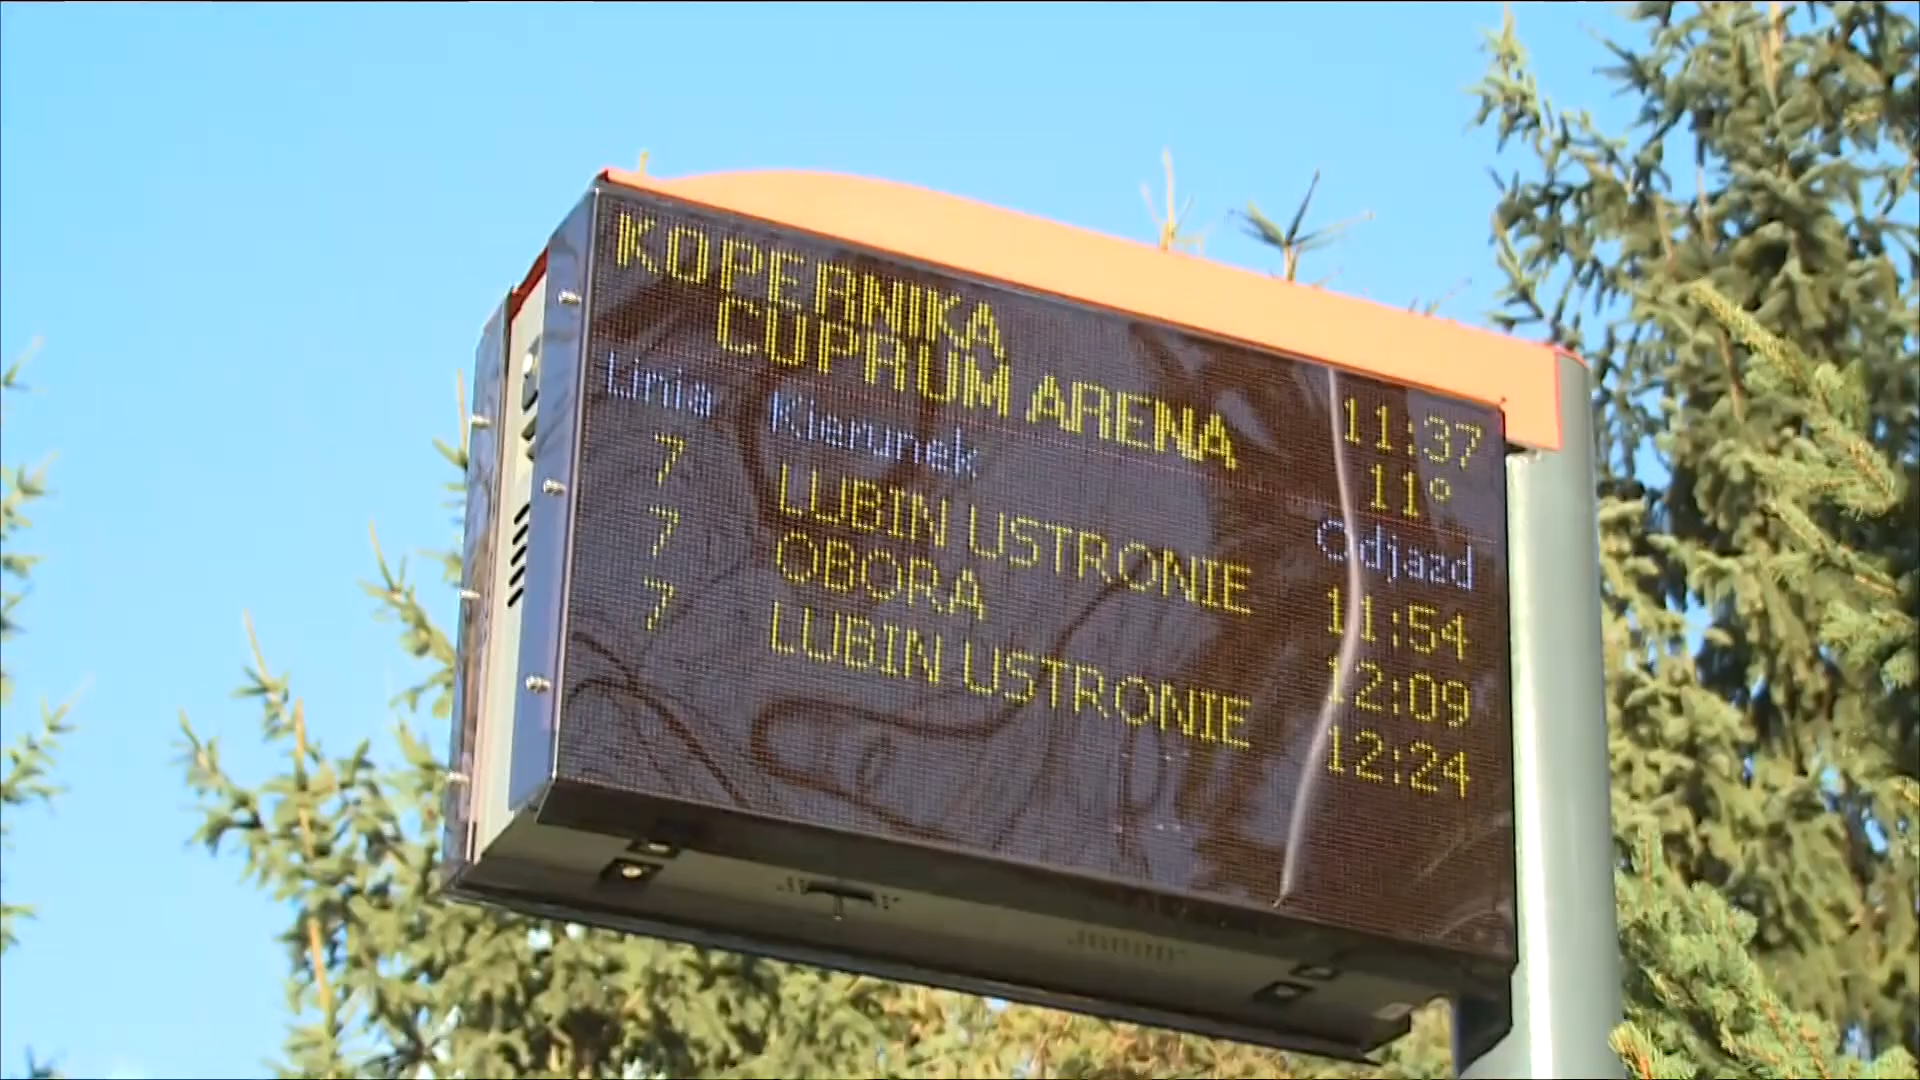 KOPERNIKA
CUPRUM ARENA 11:37
11°
Linia Kierunek Odjazd
7 LUBIN USTRONIE 11:54
7 OBORA 12:09
7 LUBIN USTRONIE 12:24